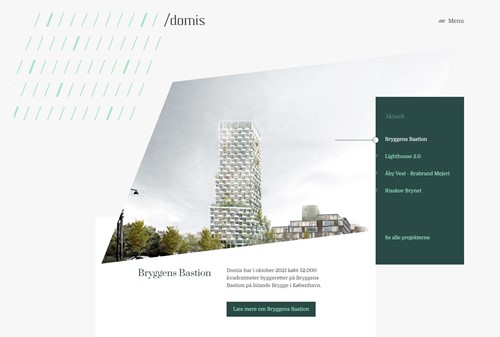 /domis
Menu
Aktuelt
Bryggens Bastion
Lighthouse 2.0
Åby Vest - Brabrand Mejeri
Risskov Brynet
Se alle projekterne
Bryggens Bastion
Domis har i oktober 2021 købt 52.000
kvadratmeter byggeretter på Bryggens
Bastion på Islands Brygge i København.
Læs mere om Bryggens Bastion